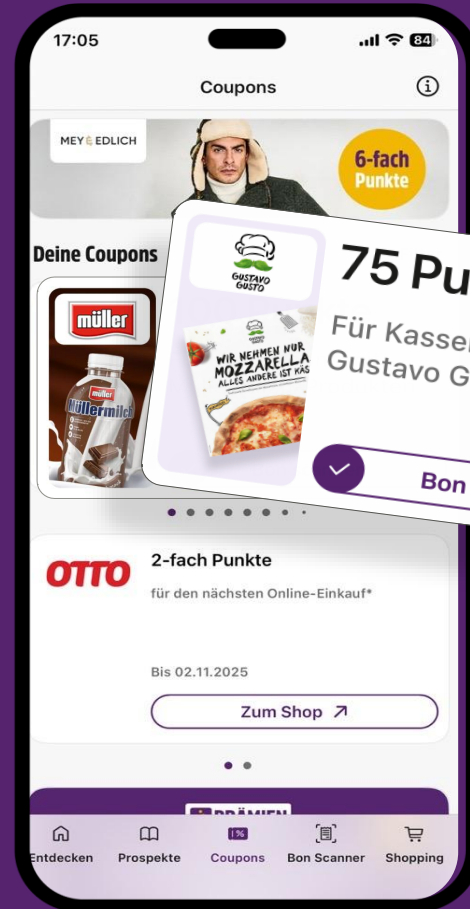 17:05
84
Coupons
MEY & EDLICH
6-fach
Punkte
Deine Coupons
müller
müller
Müllermilch
GUSTAVO
GUSTO
WIR NEHMEN NUR
MOZZARELLA
ALLES ANDERE IST KÄS
75 Pu
Für Kasse
Gustavo G
Bon
OTTO
2-fach Punkte
für den nächsten Online-Einkauf*
Bis 02.11.2025
Zum Shop
PRÄMIEN
Entdecken
Prospekte
Coupons
Bon Scanner
Shopping